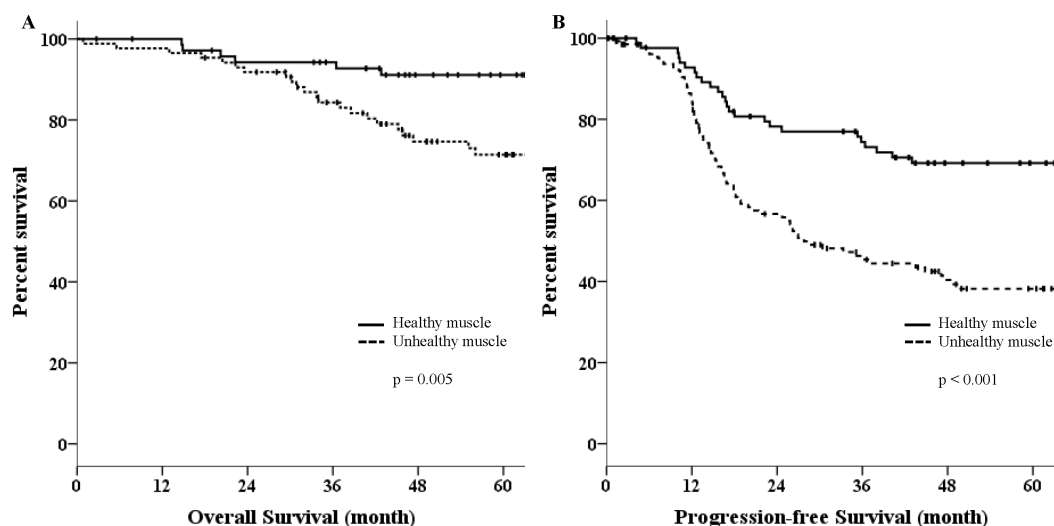 A
Percent survival
100
80
60
40
20
0
Healthy muscle
Unhealthy muscle
p = 0.005
0 12 24 36 48 60
Overall Survival (month)
B
Percent survival
100
80
60
40
20
0
Healthy muscle
Unhealthy muscle
p < 0.001
0 12 24 36 48 60
Progression-free Survival (month)